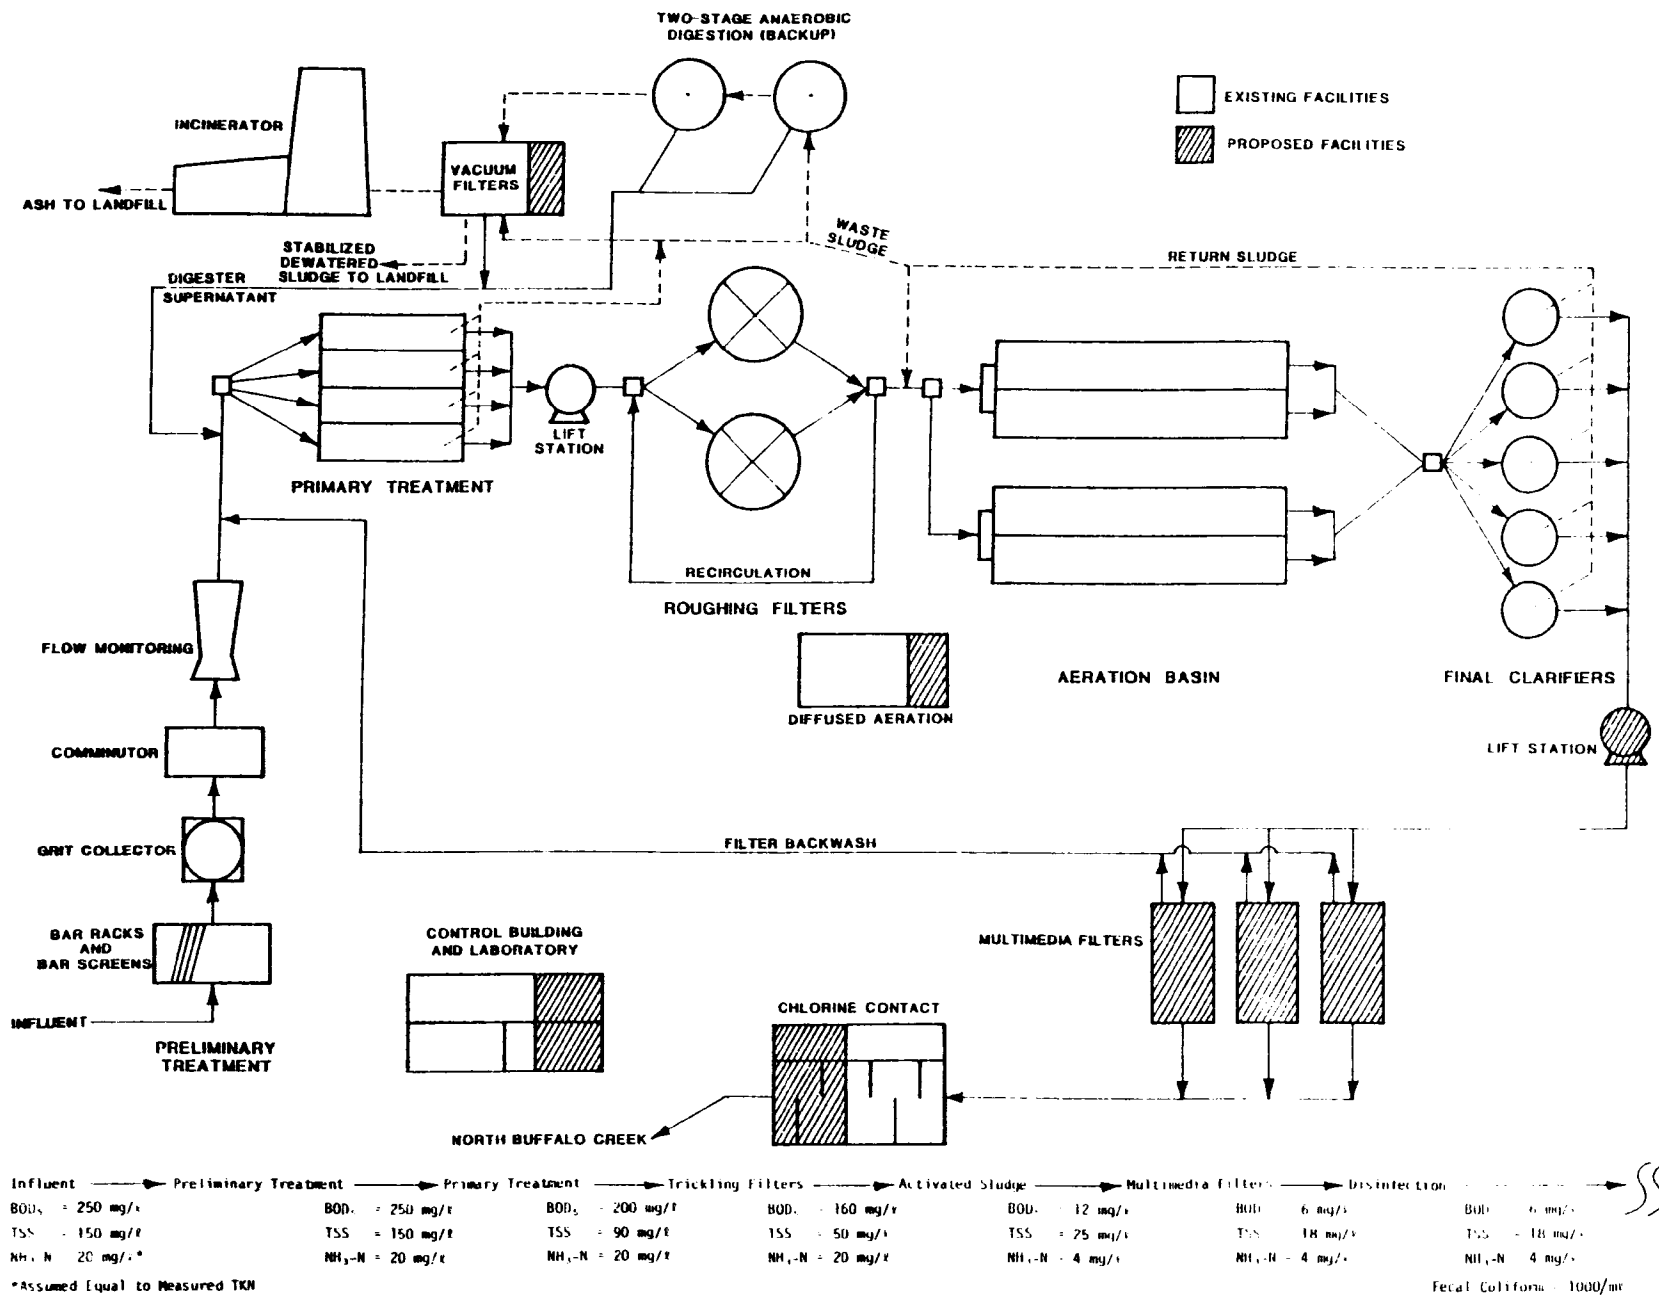 TWO-STAGE ANAEROBIC
DIGESTION (BACKUP)
EXISTING FACILITIES
PROPOSED FACILITIES
INCINERATOR
VACUUM
FILTERS
ASH TO LANDFILL
WASTE
SLUDGE
STABILIZED
DEWATERED
SLUDGE TO LANDFILL
RETURN SLUDGE
DIGESTER
SUPERNATANT
LIFT
STATION
PRIMARY TREATMENT
RECIRCULATION
ROUGHING FILTERS
FLOW MONITORING
AERATION BASIN
FINAL CLARIFIERS
DIFFUSED AERATION
COMMINUTOR
LIFT STATION
GRIT COLLECTOR
FILTER BACKWASH
BAR RACKS
AND
BAR SCREENS
CONTROL BUILDING
AND LABORATORY
MULTIMEDIA FILTERS
INFLUENT
CHLORINE CONTACT
PRELIMINARY
TREATMENT
NORTH BUFFALO CREEK
Influent Preliminary Treatment Primary Treatment Trickling Filters Activated Sludge Multimedia Filters Disinfection
BOD₅ = 250 mg/ℓ BOD₅ = 250 mg/ℓ BOD₅ - 200 mg/ℓ BOD₅ - 160 mg/ℓ BOD₅ - 12 mg/ℓ BOD 6 mg/ℓ BOD 6 mg/ℓ
TSS - 150 mg/ℓ TSS = 150 mg/ℓ TSS = 90 mg/ℓ TSS - 50 mg/ℓ TSS = 25 mg/ℓ TSS 18 mg/ℓ TSS - 18 mg/ℓ
NH₃-N 20 mg/ℓ* NH₃-N = 20 mg/ℓ NH₃-N = 20 mg/ℓ NH₃-N - 20 mg/ℓ NH₃-N - 4 mg/ℓ NH₃-N - 4 mg/ℓ NH₃-N 4 mg/ℓ
*Assumed Equal to Measured TKN
Fecal Coliform - 1000/mℓ